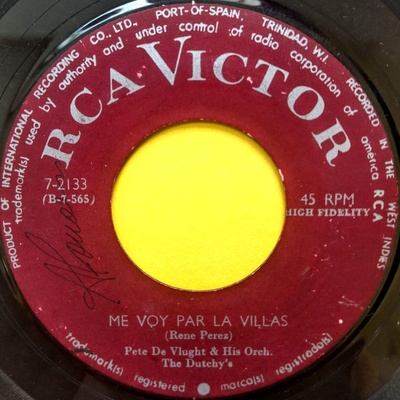 PRODUCT OF INTERNATIONAL RECORDING CO., LTD., PORT-OF-SPAIN, TRINIDAD, W.I. RECORDED IN THE WEST INDIES
trademark(s) used by authority and under control of radio corporation of america RCA
RCA VICTOR
7-2133
(B-7-565)
45 RPM
HIGH FIDELITY
ME VOY PAR LA VILLAS
(Rene Perez)
Pete De Vlught & His Orch.
The Dutchy's
trademark(s) registered • marca(s) registrada(s)